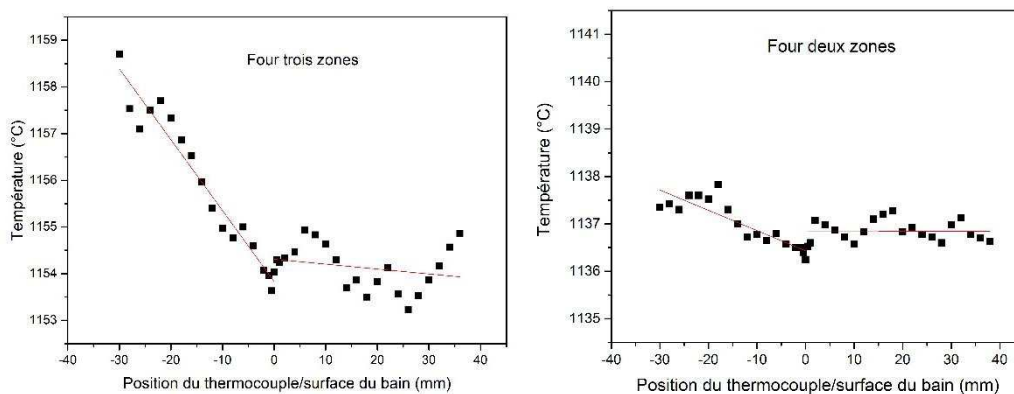 Four trois zones
Température (°C)
1159
1158
1157
1156
1155
1154
1153
-40 -30 -20 -10 0 10 20 30 40
Position du thermocouple/surface du bain (mm)
Four deux zones
Température (°C)
1141
1140
1139
1138
1137
1136
1135
-40 -30 -20 -10 0 10 20 30 40
Position du thermocouple/surface du bain (mm)